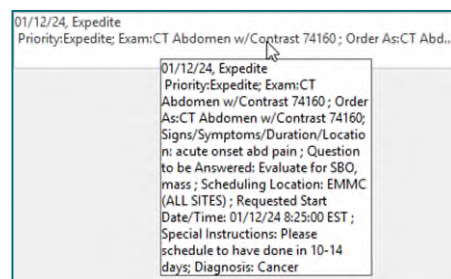 01/12/24, Expedite
Priority:Expedite; Exam:CT Abdomen w/Contrast 74160 ; Order As:CT Abd...
01/12/24, Expedite
Priority:Expedite; Exam:CT
Abdomen w/Contrast 74160 ; Order
As:CT Abdomen w/Contrast 74160;
Signs/Symptoms/Duration/Locatio
n: acute onset abd pain ; Question
to be Answered: Evaluate for SBO,
mass ; Scheduling Location: EMMC
(ALL SITES) ; Requested Start
Date/Time: 01/12/24 8:25:00 EST ;
Special Instructions: Please
schedule to have done in 10-14
days; Diagnosis: Cancer